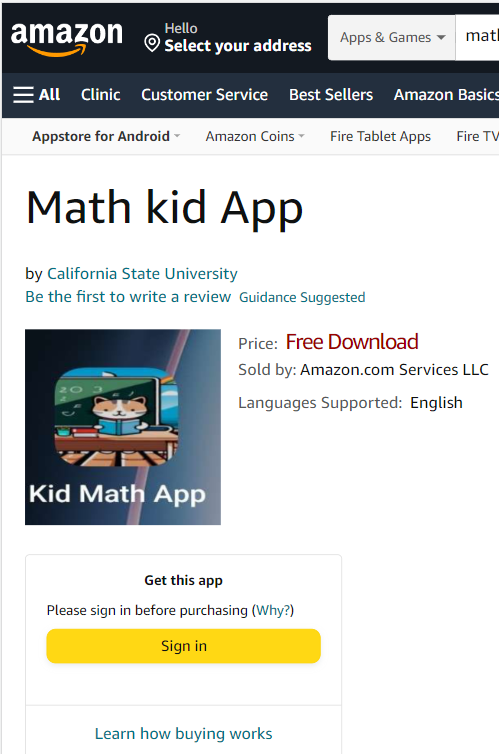 amazon
Hello
Select your address
Apps & Games
All Clinic Customer Service Best Sellers Amazon Basics
Appstore for Android Amazon Coins Fire Tablet Apps Fire TV
Math kid App
by California State University
Be the first to write a review Guidance Suggested
Price: Free Download
Sold by: Amazon.com Services LLC
Languages Supported: English
Kid Math App
Get this app
Please sign in before purchasing (Why?)
Sign in
Learn how buying works